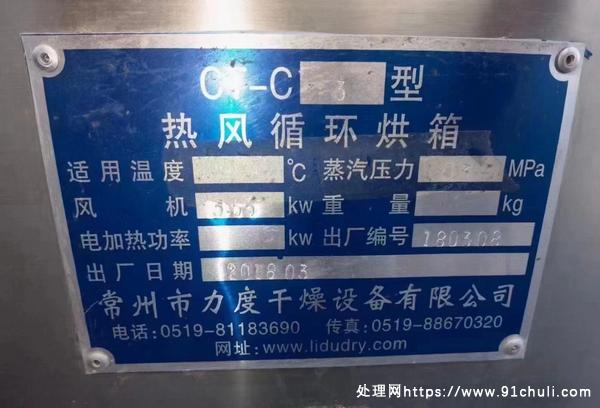 CT-C 3 型
热风循环烘箱
适用温度 ℃ 蒸汽压力 MPa
风机 kw 重量 kg
电加热功率 kw 出厂编号 180308
出厂日期 201803
常州市力度干燥设备有限公司
电话:0519-81183690 传真:0519-88670320
网址:www.lidudry.com
处理网https://www.91chuli.com